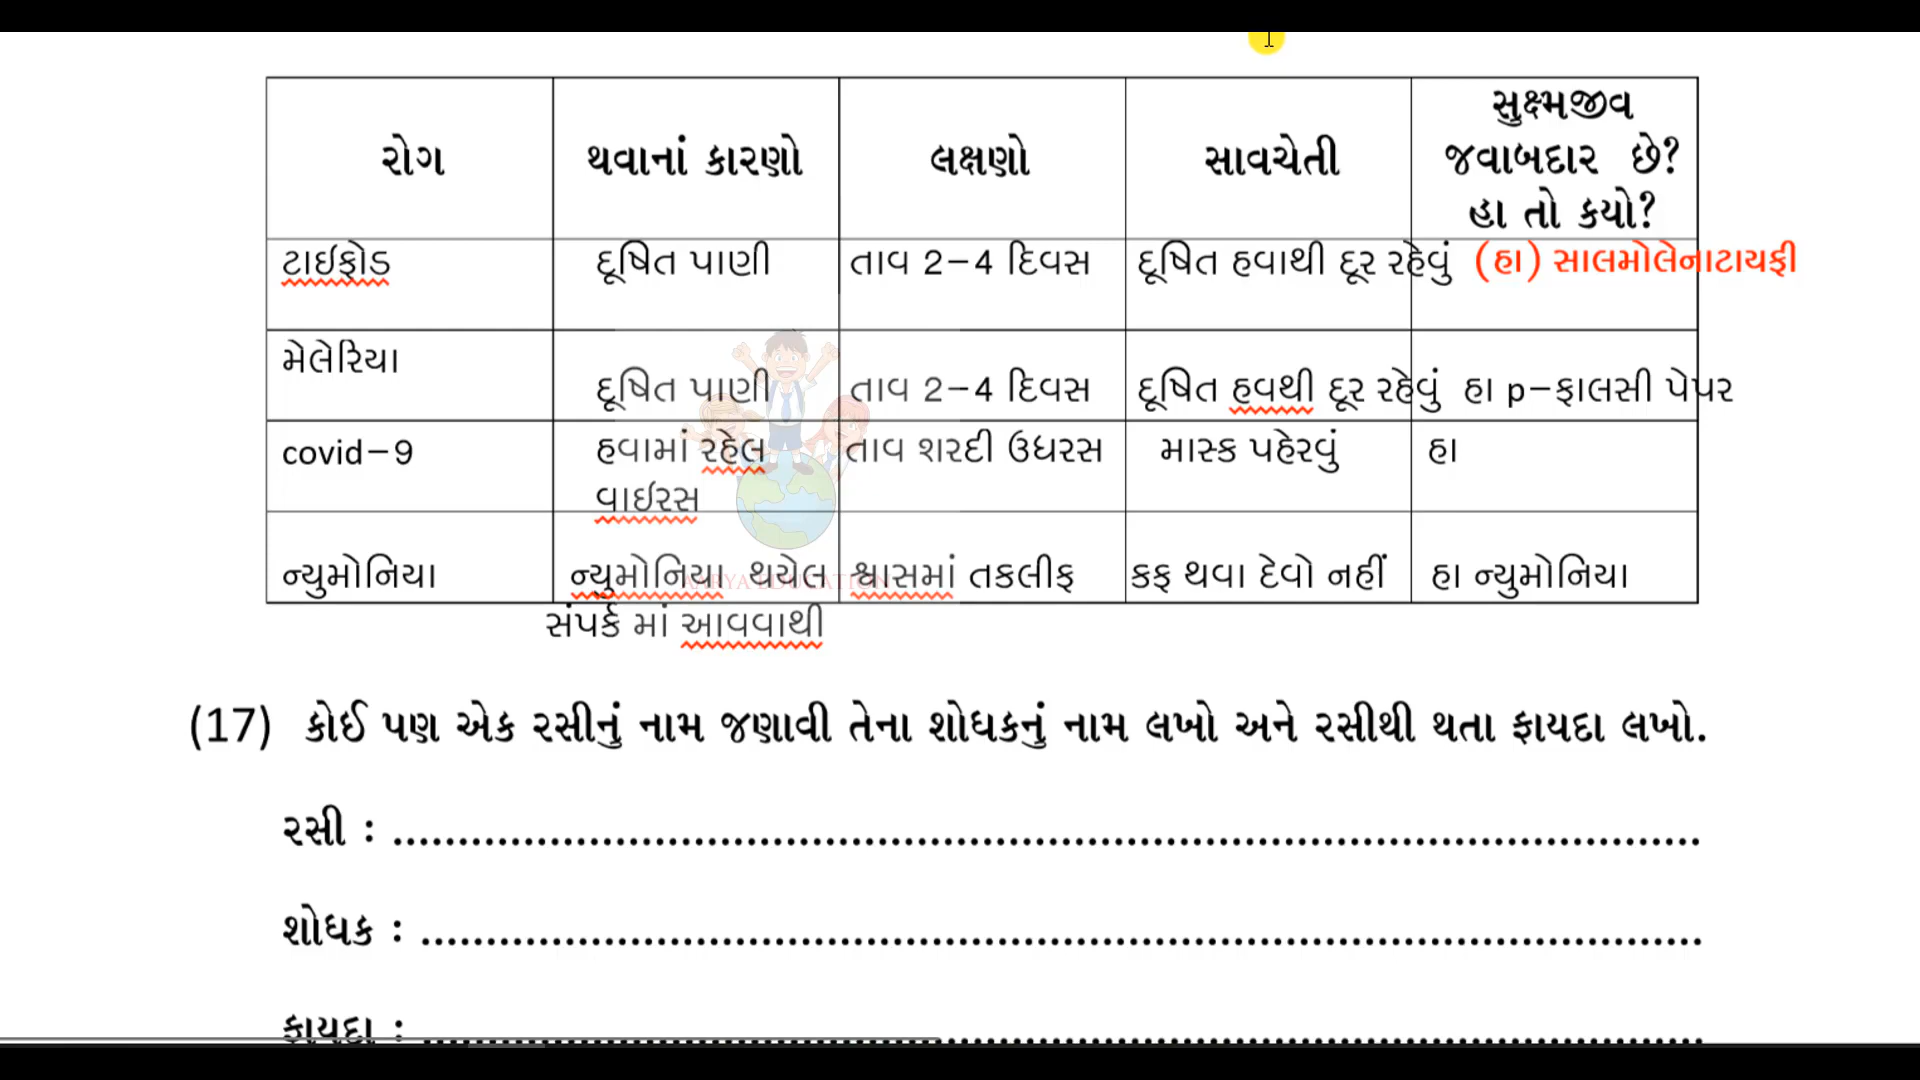 રોગ થવાનાં કારણો લક્ષણો સાવચેતી સુક્ષ્મજીવ જવાબદાર છે? હા તો કયો?
ટાઈફોડ દૂષિત પાણી તાવ 2-4 દિવસ દૂષિત હવાથી દૂર રહેવું (હા) સાલમોલેનાટાયફી
મેલેરિયા દૂષિત પાણી તાવ 2-4 દિવસ દૂષિત હવથી દૂર રહેવું હા p-ફાલસી પેપર
covid-9 હવામાં રહેલ વાઈરસ તાવ શરદી ઉધરસ માસ્ક પહેરવું હા
ન્યુમોનિયા ન્યુમોનિયા થયેલ સંપર્ક માં આવવાથી શ્વાસમાં તકલીફ કફ થવા દેવો નહીં હા ન્યુમોનિયા
(17) કોઈ પણ એક રસીનું નામ જણાવી તેના શોધકનું નામ લખો અને રસીથી થતા ફાયદા લખો.
રસી :
શોધક :
ફાયદા :